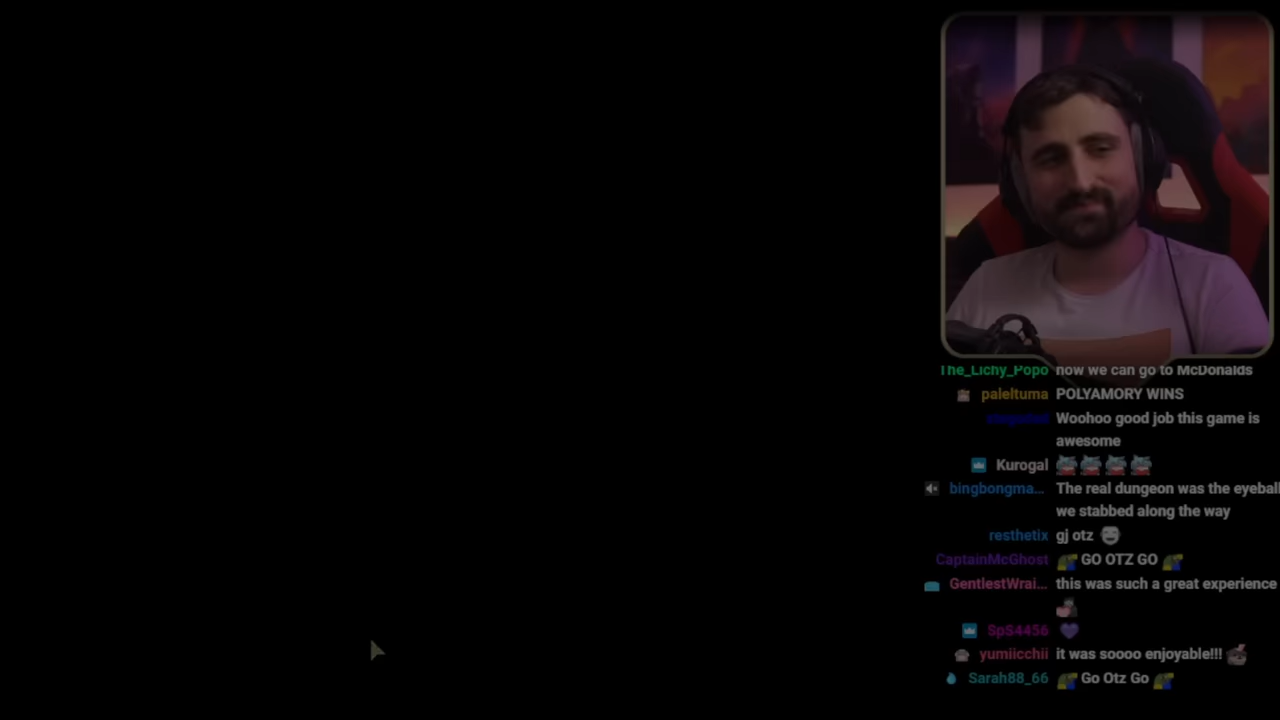 The_Lichy_Popo now we can go to McDonalds
paleltuma POLYAMORY WINS
Woohoo good job this game is
awesome
Kurogal
bingbongma... The real dungeon was the eyeball
we stabbed along the way
resthetix gj otz
CaptainMcGhost GO OTZ GO
GentlestWrai... this was such a great experience
SpS4456
yumiicchii it was soooo enjoyable!!!
Sarah88_66 Go Otz Go